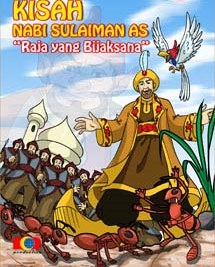 KISAH
NABI SULAIMAN AS
"Raja yang Bijaksana"